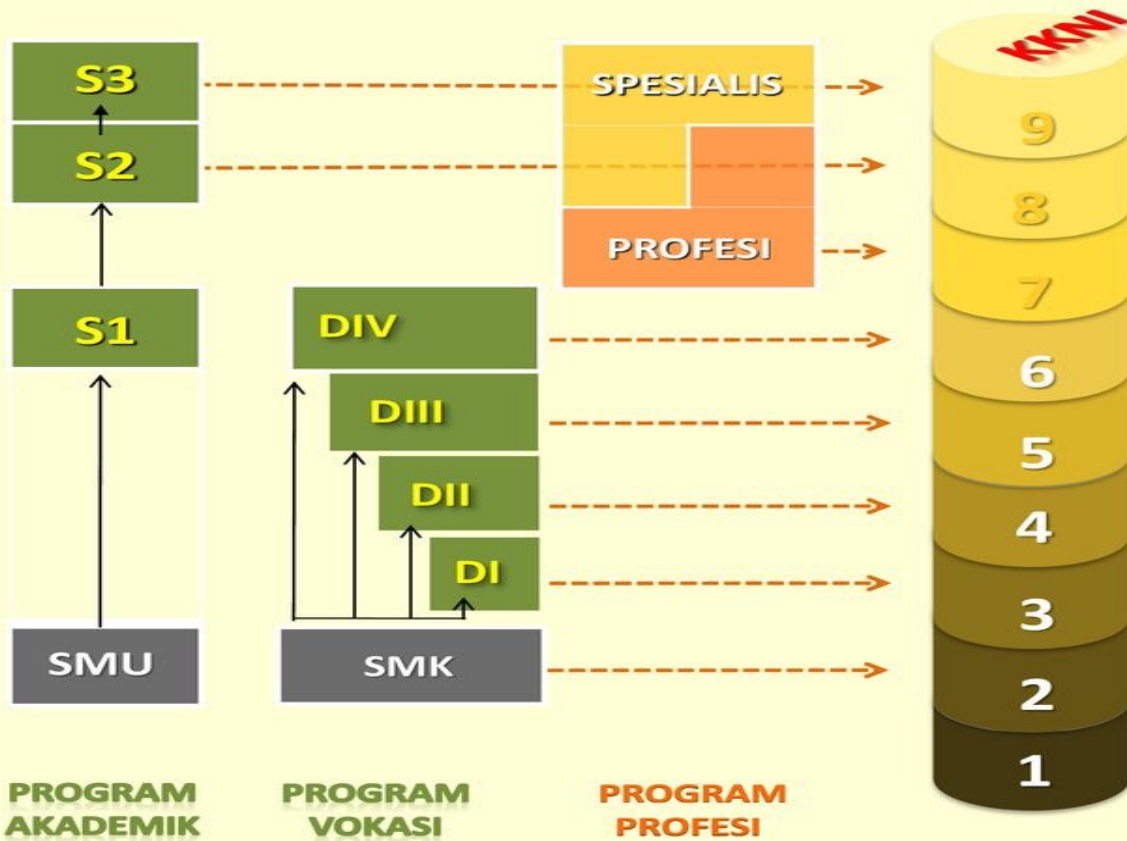 KKNI
S3
SPESIALIS
9
S2
8
PROFESI
7
S1
DIV
6
DIII
5
DII
4
DI
3
SMU
SMK
2
1
PROGRAM
AKADEMIK
PROGRAM
VOKASI
PROGRAM
PROFESI